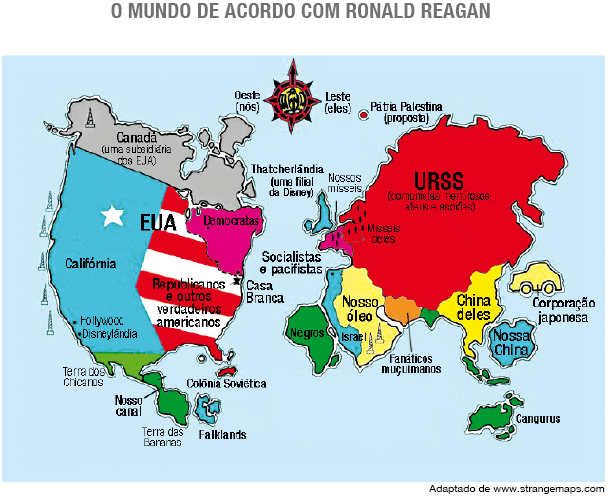 O MUNDO DE ACORDO COM RONALD REAGAN
Oeste
(nós)
Leste
(eles)
Pátria Palestina
(proposta)
Canadá
(uma subsidiária
dos EUA)
Thatcherlândia
(uma filial
da Disney)
Nossos
mísseis
URSS
(comunistas mentirosos,
ateus e espiões)
EUA
Democratas
Mísseis
deles
Califórnia
Socialistas
e pacifistas
Republicanos
e outros
verdadeiros
americanos
Casa
Branca
Nosso
óleo
China
deles
Corporação
japonesa
Hollywood
Disneylândia
Negros
Israel
Nossa
China
Fanáticos
muçulmanos
Terra dos
Chicanos
Colônia Soviética
Nosso
canal
Terra das
Bananas
Falklands
Cangurus
Adaptado de www.strangemaps.com